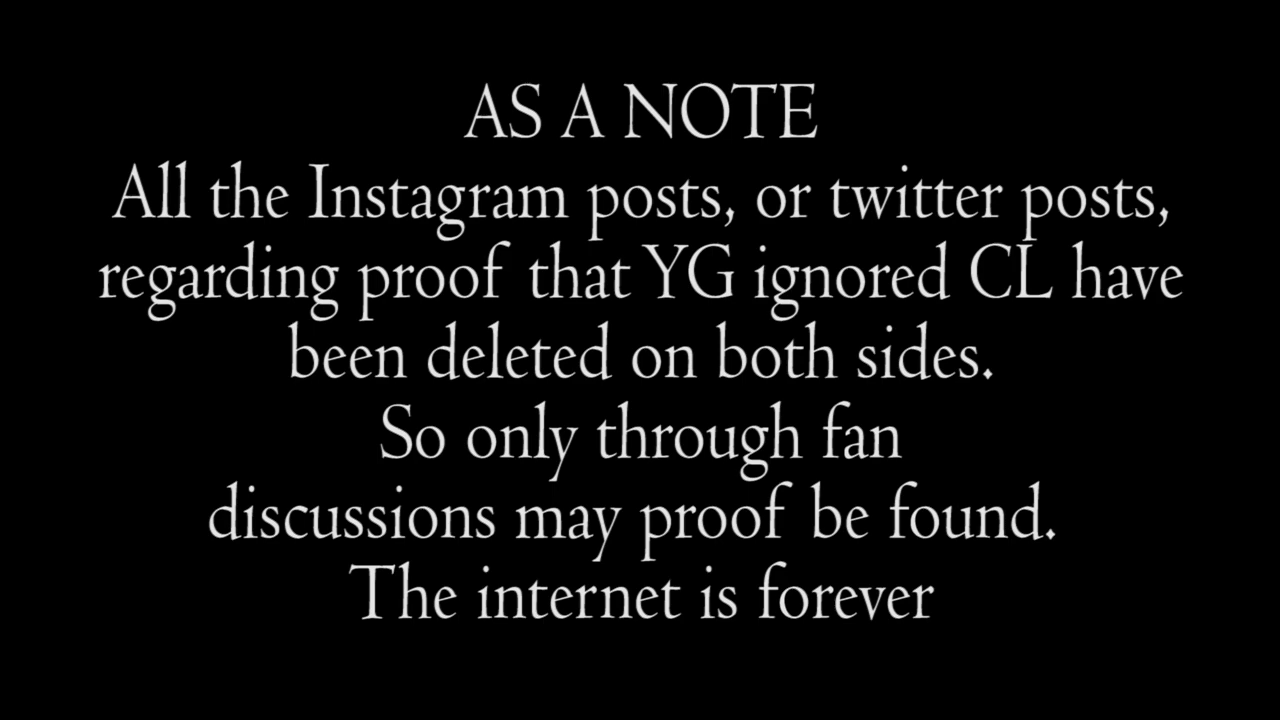 AS A NOTE
All the Instagram posts, or twitter posts,
regarding proof that YG ignored CL have
been deleted on both sides.
So only through fan
discussions may proof be found.
The internet is forever